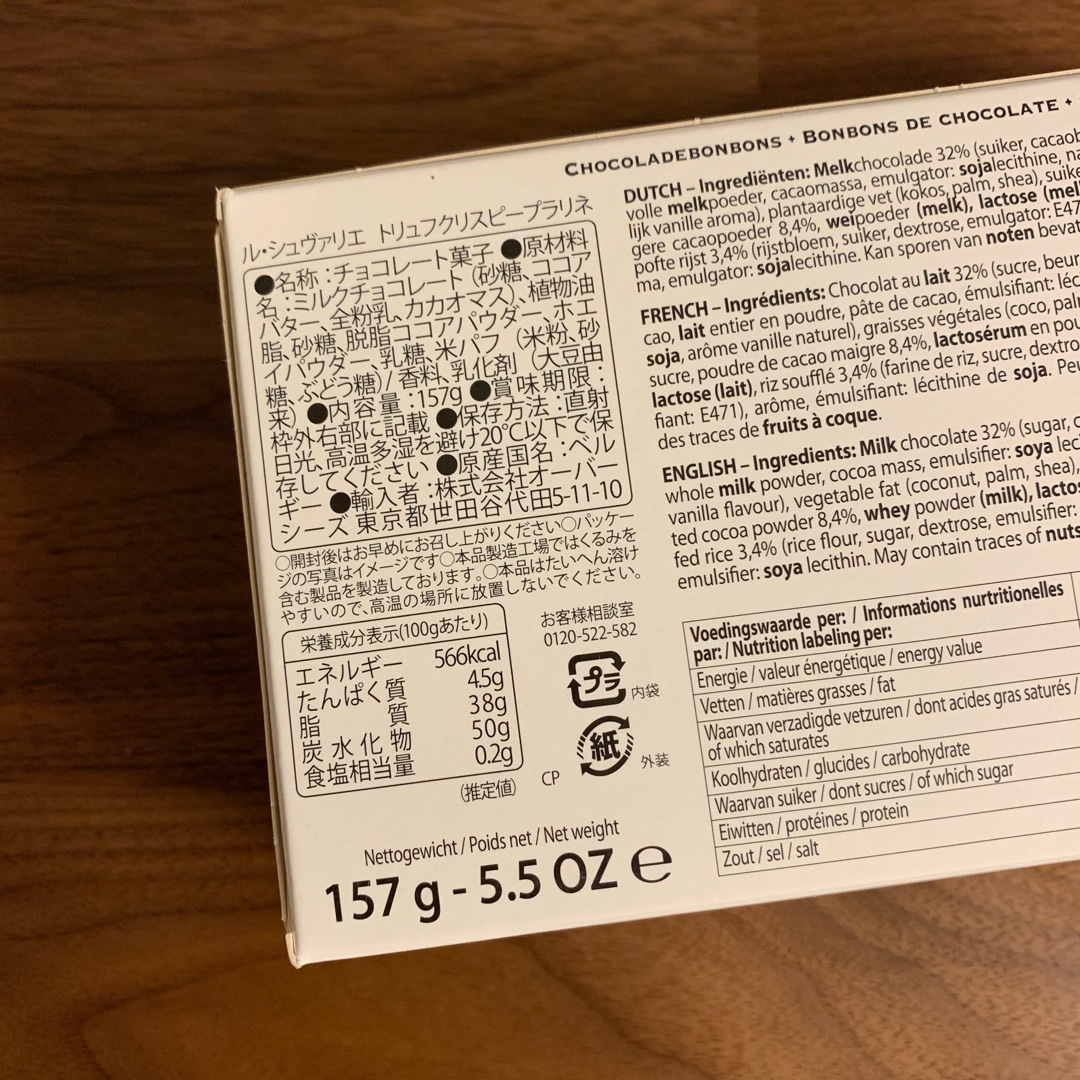 CHOCOLADEBONBONS + BONBONS DE CHOCOLATE +
ル・シュヴァリエ トリュフクリスピープラリネ
●名称:チョコレート菓子 ●原材料
名:ミルクチョコレート(砂糖、ココア
バター、全粉乳、カカオマス)、植物油
脂、砂糖、脱脂ココアパウダー、ホエ
イパウダー、乳糖、米パフ(米粉、砂
糖、ぶどう糖)/香料、乳化剤(大豆由
来) ●内容量:157g ●賞味期限:
枠外右部に記載 ●保存方法:直射
日光、高温多湿を避け20℃以下で保
存してください ●原産国名:ベル
ギー ●輸入者:株式会社オーバー
シーズ 東京都世田谷代田5-11-10
○開封後はお早めにお召し上がりください○パッケー
ジの写真はイメージです○本品製造工場ではくるみを
含む製品を製造しております。○本品はたいへん溶け
やすいので、高温の場所に放置しないでください。
栄養成分表示(100gあたり)
エネルギー 566kcal
たんぱく質 4.5g
脂質 38g
炭水化物 50g
食塩相当量 0.2g
(推定値)
お客様相談室
0120-522-582
プラ 内袋
紙 外装
CP
Nettogewicht / Poids net / Net weight
157 g - 5.5 OZ e
DUTCH – Ingrediënten: Melkchocolade 32% (suiker, cacaob
volle melkpoeder, cacaomassa, emulgator: sojalecithine, na
lijk vanille aroma), plantaardige vet (kokos, palm, shea), suike
gere cacaopoeder 8,4%, weipoeder (melk), lactose (mel
pofte rijst 3,4% (rijstbloem, suiker, dextrose, emulgator: E47
ma, emulgator: sojalecithine. Kan sporen van noten bevat
FRENCH – Ingrédients: Chocolat au lait 32% (sucre, beur
cao, lait entier en poudre, pâte de cacao, émulsifiant: léc
soja, arôme vanille naturel), graisses végétales (coco, pal
sucre, poudre de cacao maigre 8,4%, lactosérum en pou
lactose (lait), riz soufflé 3,4% (farine de riz, sucre, dextro
fiant: E471), arôme, émulsifiant: lécithine de soja. Peu
des traces de fruits à coque.
ENGLISH – Ingredients: Milk chocolate 32% (sugar, c
whole milk powder, cocoa mass, emulsifier: soya lec
vanilla flavour), vegetable fat (coconut, palm, shea),
ted cocoa powder 8,4%, whey powder (milk), lactos
fed rice 3,4% (rice flour, sugar, dextrose, emulsifier:
emulsifier: soya lecithin. May contain traces of nuts
Voedingswaarde per: / Informations nurtritionelles
par: / Nutrition labeling per:
Energie / valeur énergétique / energy value
Vetten / matières grasses / fat
Waarvan verzadigde vetzuren / dont acides gras saturés /
of which saturates
Koolhydraten / glucides / carbohydrate
Waarvan suiker / dont sucres / of which sugar
Eiwitten / protéines / protein
Zout / sel / salt